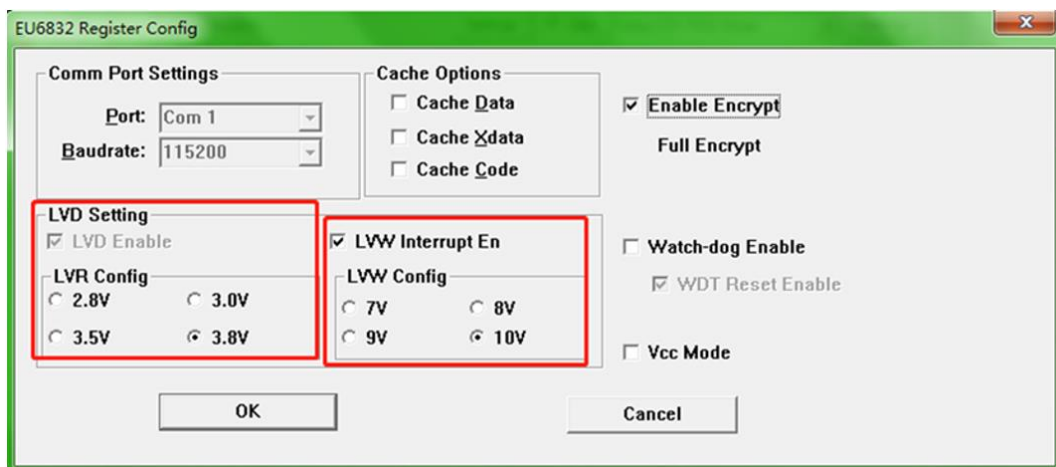 EU6832 Register Config
Comm Port Settings
Port: Com 1
Baudrate: 115200
Cache Options
Cache Data
Cache Xdata
Cache Code
Enable Encrypt
Full Encrypt
LVD Setting
LVD Enable
LVR Config
2.8V 3.0V
3.5V 3.8V
LVW Interrupt En
LVW Config
7V 8V
9V 10V
Watch-dog Enable
WDT Reset Enable
Vcc Mode
OK
Cancel